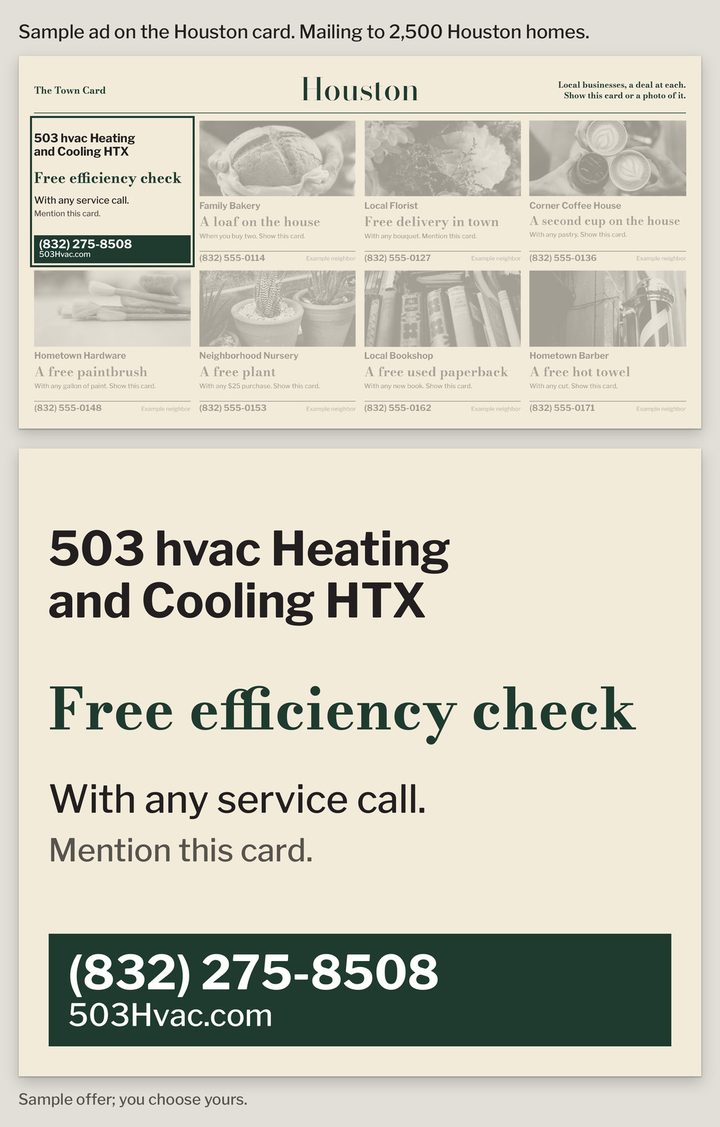 Sample ad on the Houston card. Mailing to 2,500 Houston homes.
The Town Card
Houston
Local businesses, a deal at each.
Show this card or a photo of it.
503 hvac Heating
and Cooling HTX
Free efficiency check
With any service call.
Mention this card.
(832) 275-8508
503Hvac.com
Family Bakery
A loaf on the house
When you buy two. Show this card.
(832) 555-0114
Example neighbor
Local Florist
Free delivery in town
With any bouquet. Mention this card.
(832) 555-0127
Example neighbor
Corner Coffee House
A second cup on the house
With any pastry. Show this card.
(832) 555-0136
Example neighbor
Hometown Hardware
A free paintbrush
With any gallon of paint. Show this card.
(832) 555-0148
Example neighbor
Neighborhood Nursery
A free plant
With any $25 purchase. Show this card.
(832) 555-0153
Example neighbor
Local Bookshop
A free used paperback
With any new book. Show this card.
(832) 555-0162
Example neighbor
Hometown Barber
A free hot towel
With any cut. Show this card.
(832) 555-0171
Example neighbor
503 hvac Heating
and Cooling HTX
Free efficiency check
With any service call.
Mention this card.
(832) 275-8508
503Hvac.com
Sample offer; you choose yours.